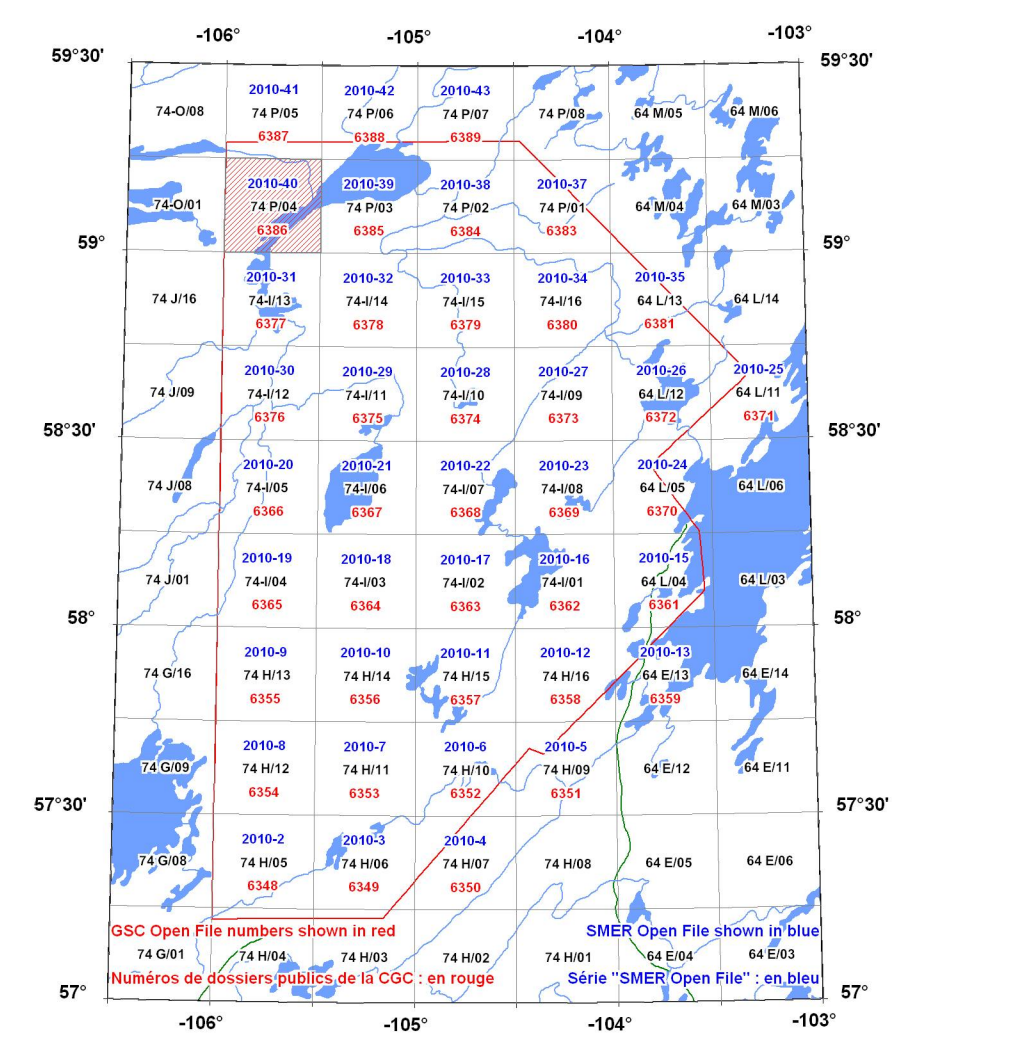 -106° -105° -104° -103°
59°30' 59°30'
2010-41 2010-42 2010-43
74-O/08 74 P/05 74 P/06 74 P/07 74 P/08 64 M/05 64 M/06
6387 6388 6389
2010-40 2010-39 2010-38 2010-37
74-O/01 74 P/04 74 P/03 74 P/02 74 P/01 64 M/04 64 M/03
6386 6385 6384 6383
59° 59°
2010-31 2010-32 2010-33 2010-34 2010-35
74 J/16 74-I/13 74-I/14 74-I/15 74-I/16 64 L/13 64 L/14
6377 6378 6379 6380 6381
2010-30 2010-29 2010-28 2010-27 2010-26 2010-25
74 J/09 74-I/12 74-I/11 74-I/10 74-I/09 64 L/12 64 L/11
6376 6375 6374 6373 6372 6371
58°30' 58°30'
2010-20 2010-21 2010-22 2010-23 2010-24
74 J/08 74-I/05 74-I/06 74-I/07 74-I/08 64 L/05 64 L/06
6366 6367 6368 6369 6370
2010-19 2010-18 2010-17 2010-16 2010-15
74 J/01 74-I/04 74-I/03 74-I/02 74-I/01 64 L/04 64 L/03
6365 6364 6363 6362 6361
58° 58°
2010-9 2010-10 2010-11 2010-12 2010-13
74 G/16 74 H/13 74 H/14 74 H/15 74 H/16 64 E/13 64 E/14
6355 6356 6357 6358 6359
2010-8 2010-7 2010-6 2010-5
74 G/09 74 H/12 74 H/11 74 H/10 74 H/09 64 E/12 64 E/11
6354 6353 6352 6351
57°30' 57°30'
2010-2 2010-3 2010-4
74 G/08 74 H/05 74 H/06 74 H/07 74 H/08 64 E/05 64 E/06
6348 6349 6350
GSC Open File numbers shown in red SMER Open File shown in blue
74 G/01 74 H/04 74 H/03 74 H/02 74 H/01 64 E/04 64 E/03
Numéros de dossiers publics de la CGC : en rouge Série "SMER Open File" : en bleu
57° 57°
-106° -105° -104° -103°